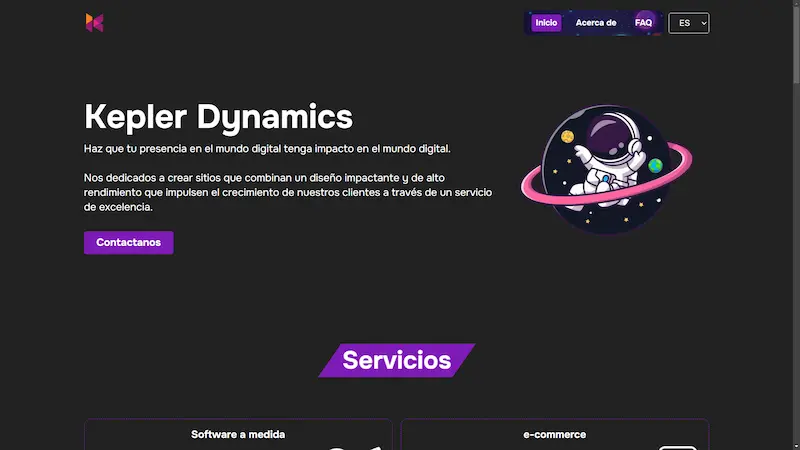 Inicio
Acerca de
FAQ
ES
Kepler Dynamics
Haz que tu presencia en el mundo digital tenga impacto en el mundo digital.
Nos dedicados a crear sitios que combinan un diseño impactante y de alto
rendimiento que impulsen el crecimiento de nuestros clientes a través de un servicio
de excelencia.
Contactanos
Servicios
Software a medida
e-commerce